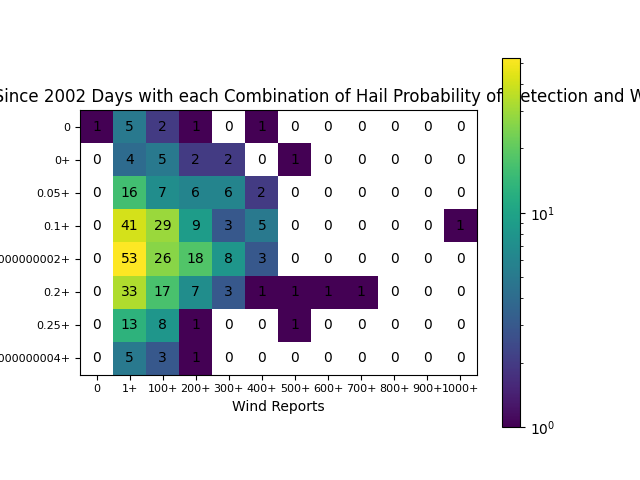 Since 2002 Days with each Combination of Hail Probability of Detection and W
0 1 5 2 1 0 1 0 0 0 0 0 0
0+ 0 4 5 2 2 0 1 0 0 0 0 0
0.05+ 0 16 7 6 6 2 0 0 0 0 0 0
0.1+ 0 41 29 9 3 5 0 0 0 0 0 1
000000002+ 0 53 26 18 8 3 0 0 0 0 0 0
0.2+ 0 33 17 7 3 1 1 1 1 0 0 0
0.25+ 0 13 8 1 0 0 1 0 0 0 0 0
000000004+ 0 5 3 1 0 0 0 0 0 0 0 0
0 1+ 100+ 200+ 300+ 400+ 500+ 600+ 700+ 800+ 900+ 1000+
Wind Reports
10¹
10⁰